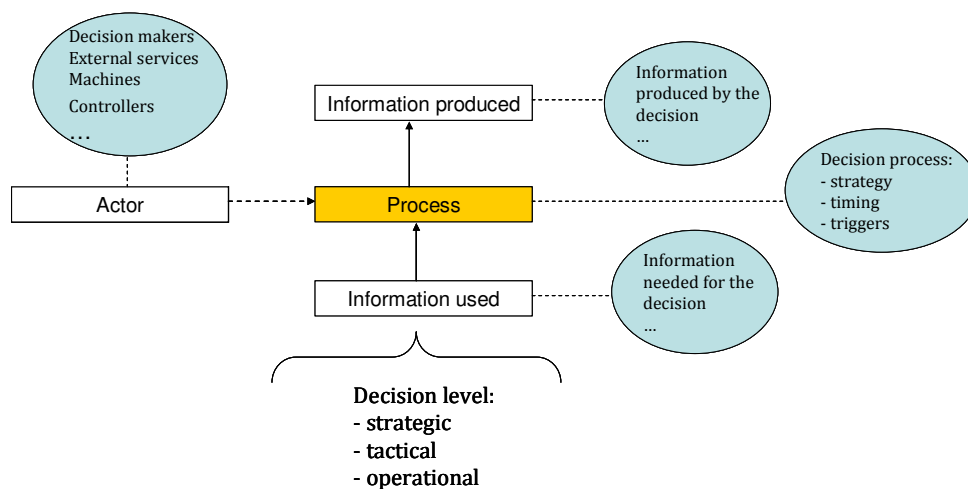 Decision makers
External services
Machines
Controllers
...
Information produced
Information
produced by the
decision
...
Actor
Process
Decision process:
- strategy
- timing
- triggers
Information used
Information
needed for the
decision
...
Decision level:
- strategic
- tactical
- operational